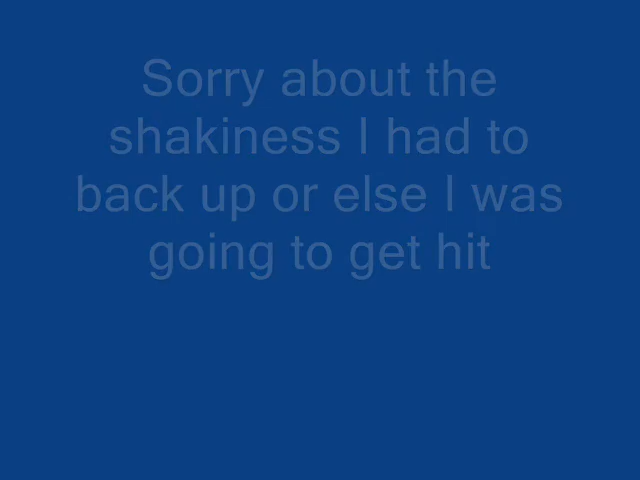 Sorry about the
shakiness I had to
back up or else I was
going to get hit